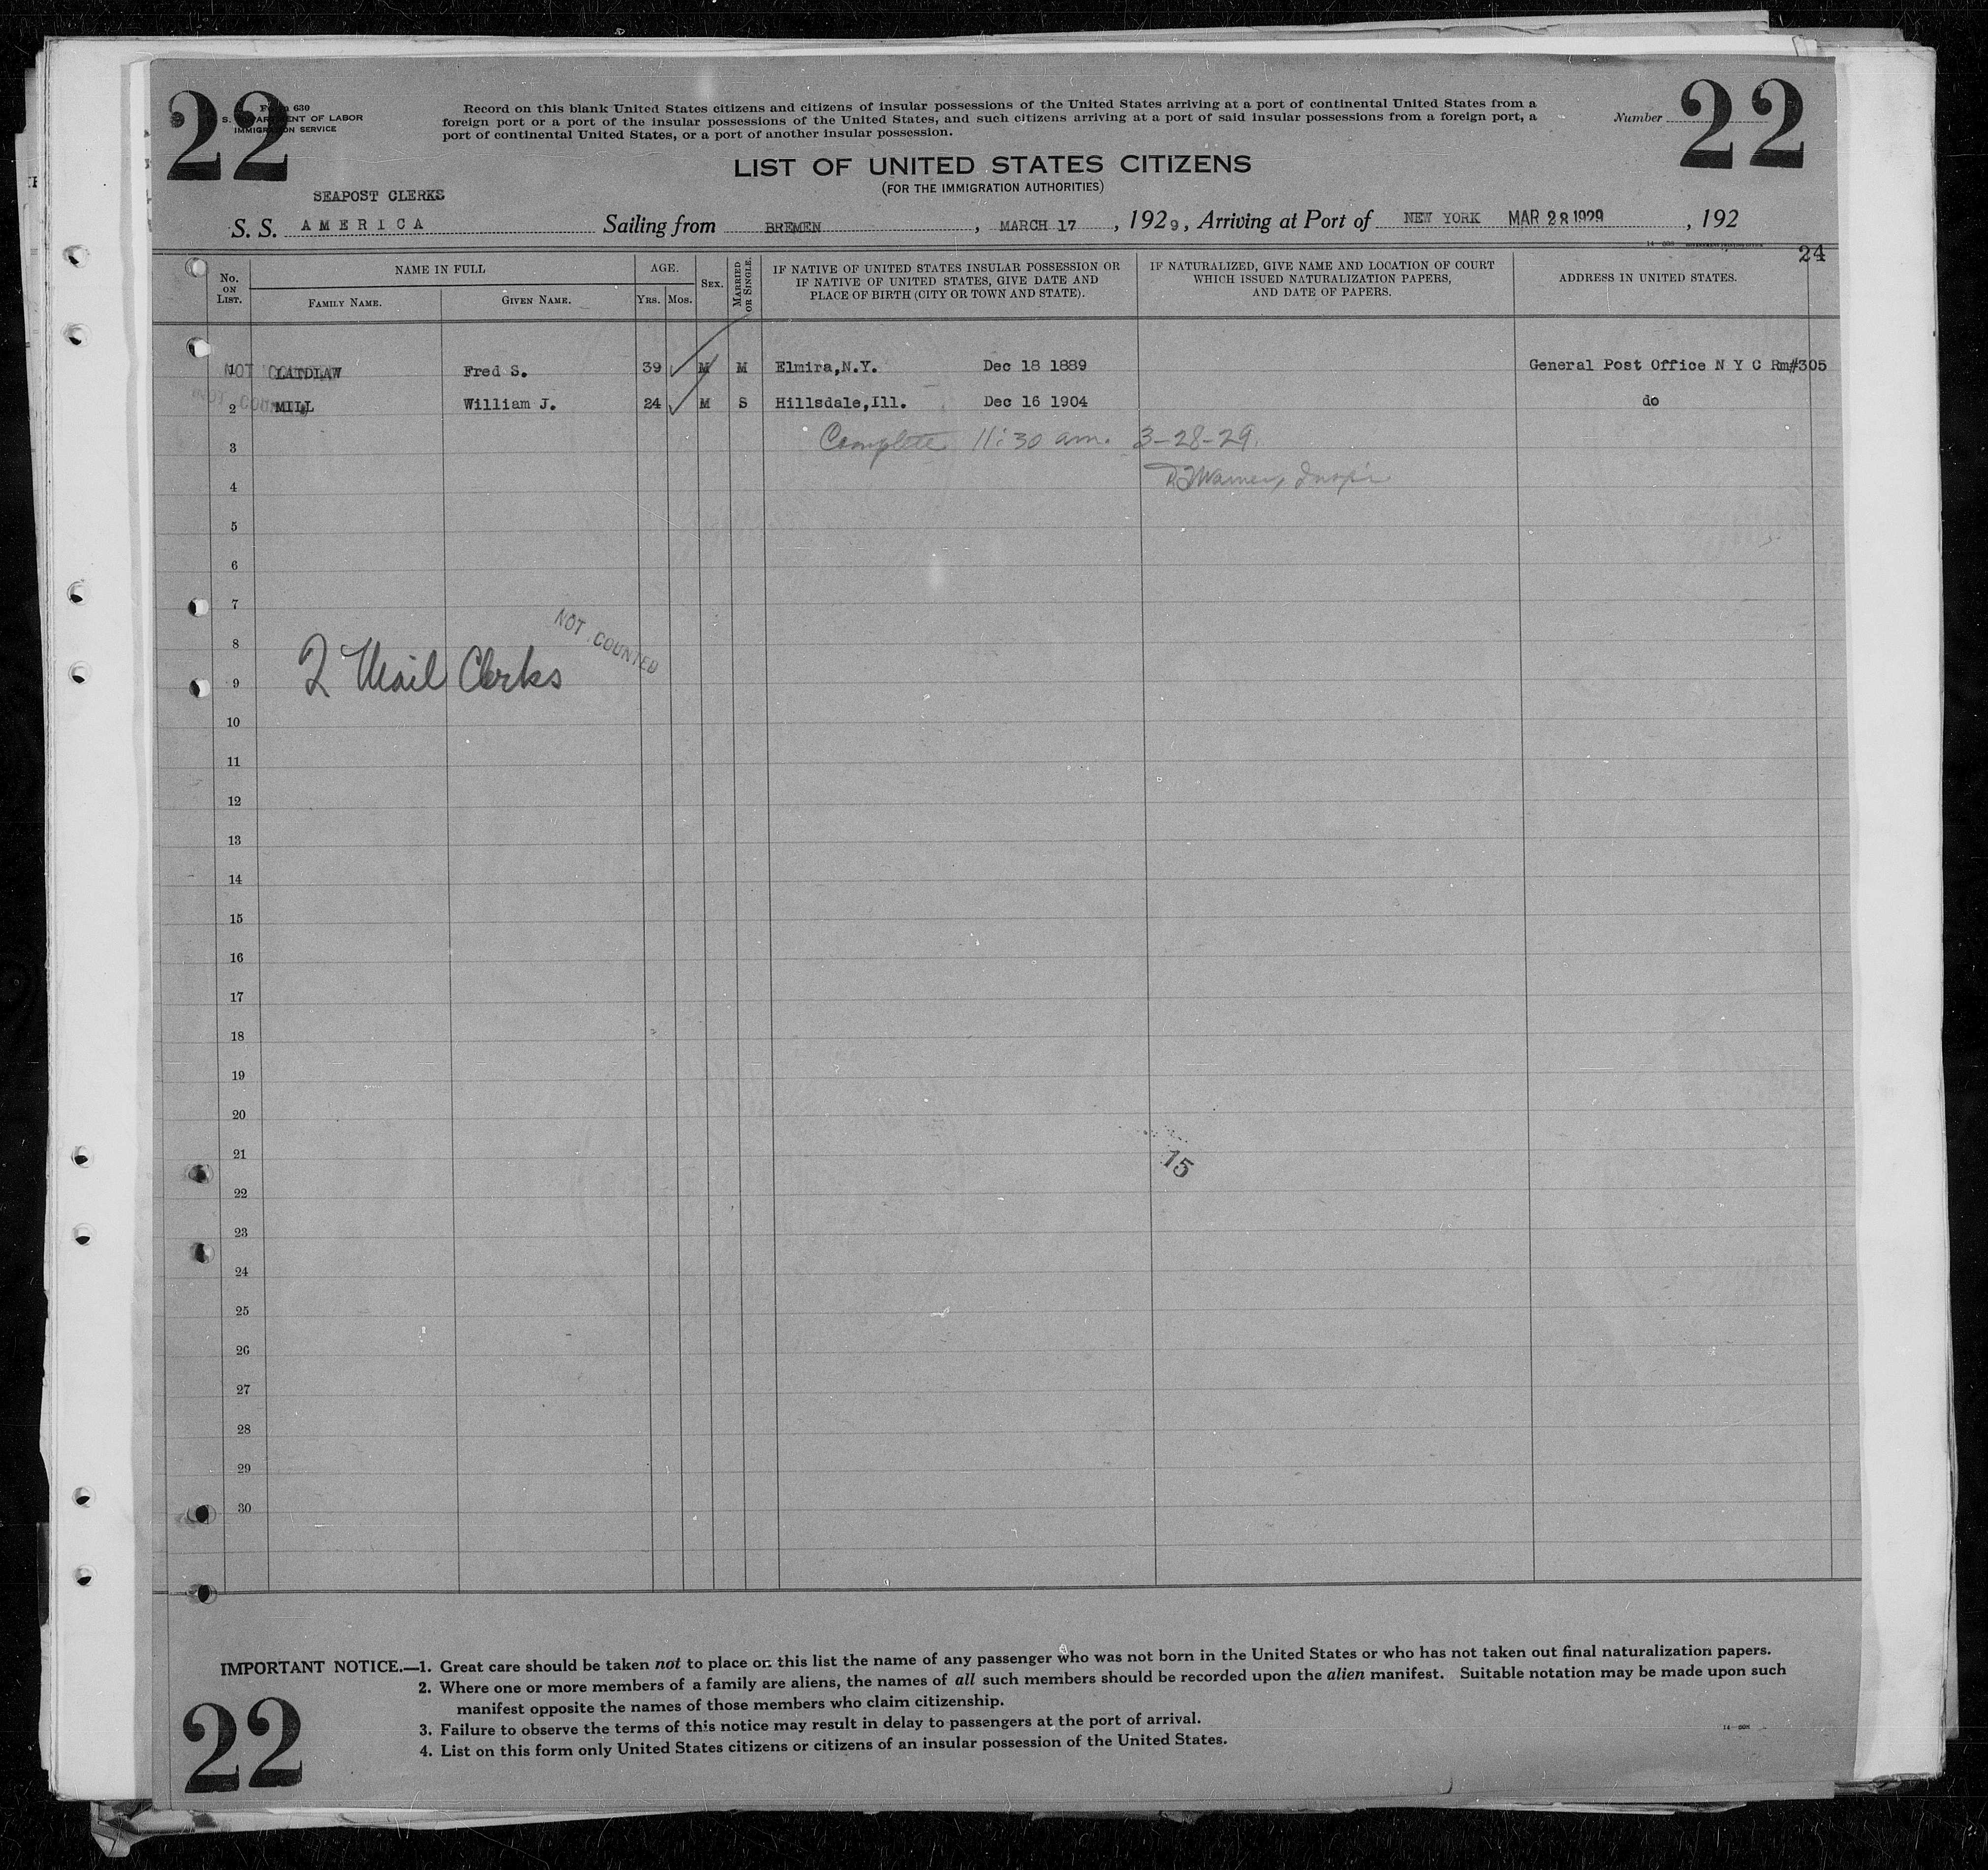 22
Form 630
U. S. DEPARTMENT OF LABOR
IMMIGRATION SERVICE
Record on this blank United States citizens and citizens of insular possessions of the United States arriving at a port of continental United States from a
foreign port or a port of the insular possessions of the United States, and such citizens arriving at a port of said insular possessions from a foreign port, a
port of continental United States, or a port of another insular possession.
Number
22
LIST OF UNITED STATES CITIZENS
(FOR THE IMMIGRATION AUTHORITIES)
SEAPOST CLERKS
S. S. AMERICA Sailing from BREMEN, MARCH 17, 1929, Arriving at Port of NEW YORK MAR 28 1929, 192
24
No. ON LIST. NAME IN FULL AGE. SEX. MARRIED OR SINGLE. IF NATIVE OF UNITED STATES INSULAR POSSESSION OR IF NATIVE OF UNITED STATES, GIVE DATE AND PLACE OF BIRTH (CITY OR TOWN AND STATE). IF NATURALIZED, GIVE NAME AND LOCATION OF COURT WHICH ISSUED NATURALIZATION PAPERS, AND DATE OF PAPERS. ADDRESS IN UNITED STATES.
FAMILY NAME. GIVEN NAME. YRS. MOS.
NOT COUNTED
1 LAIDLAW Fred S. 39 M M Elmira,N.Y. Dec 18 1889 General Post Office N Y C Rm#305
NOT COUNTED
2 MILL William J. 24 M S Hillsdale,Ill. Dec 16 1904 do
3 Complete 11:30 am. 3-28-29.
4
5
6
7
NOT COUNTED
8
2 Mail Clerks
9
10
11
12
13
14
15
16
17
18
19
20
21
15
22
23
24
25
26
27
28
29
30
IMPORTANT NOTICE.—1. Great care should be taken not to place on this list the name of any passenger who was not born in the United States or who has not taken out final naturalization papers.
2. Where one or more members of a family are aliens, the names of all such members should be recorded upon the alien manifest. Suitable notation may be made upon such
manifest opposite the names of those members who claim citizenship.
3. Failure to observe the terms of this notice may result in delay to passengers at the port of arrival.
4. List on this form only United States citizens or citizens of an insular possession of the United States.
22